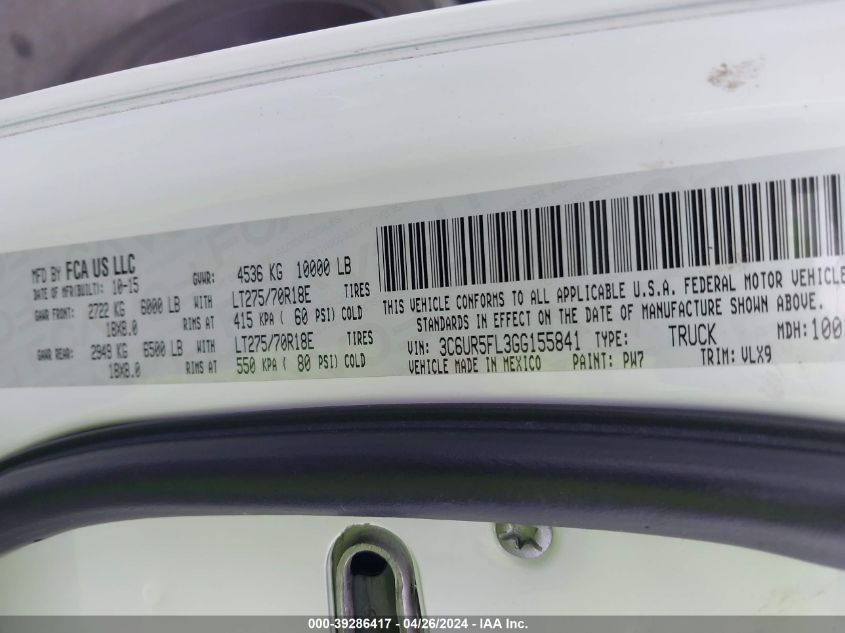 MFD BY FCA US LLC
DATE OF MFR(BUILT): 10-15 GVWR: 4536 KG 10000 LB
GAWR FRONT: 2722 KG 6000 LB WITH LT275/70R18E TIRES
18X8.0 RIMS AT 415 KPA ( 60 PSI) COLD
GAWR REAR: 2948 KG 6500 LB WITH LT275/70R18E TIRES
18X8.0 RIMS AT 550 KPA ( 80 PSI) COLD
THIS VEHICLE CONFORMS TO ALL APPLICABLE U.S.A. FEDERAL MOTOR VEHICLE
STANDARDS IN EFFECT ON THE DATE OF MANUFACTURE SHOWN ABOVE.
VIN: 3C6UR5FL3GG155841 TYPE: TRUCK MDH:100
VEHICLE MADE IN MEXICO PAINT: PW7 TRIM: VLX9
000-39286417 - 04/26/2024 - IAA Inc.